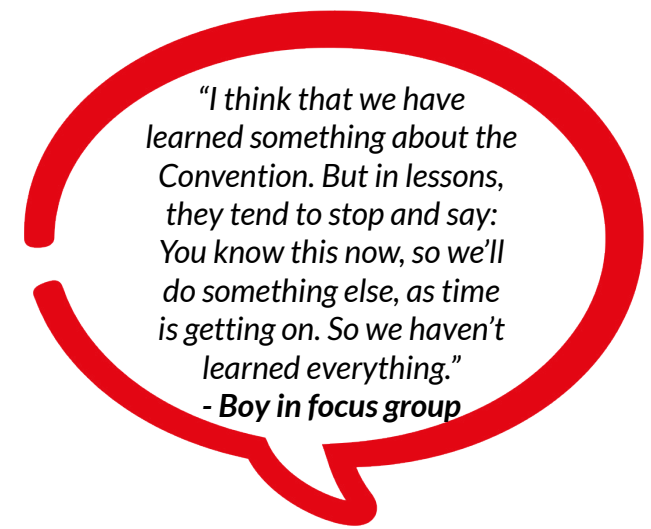 “I think that we have
learned something about the
Convention. But in lessons,
they tend to stop and say:
You know this now, so we’ll
do something else, as time
is getting on. So we haven’t
learned everything.”
- Boy in focus group